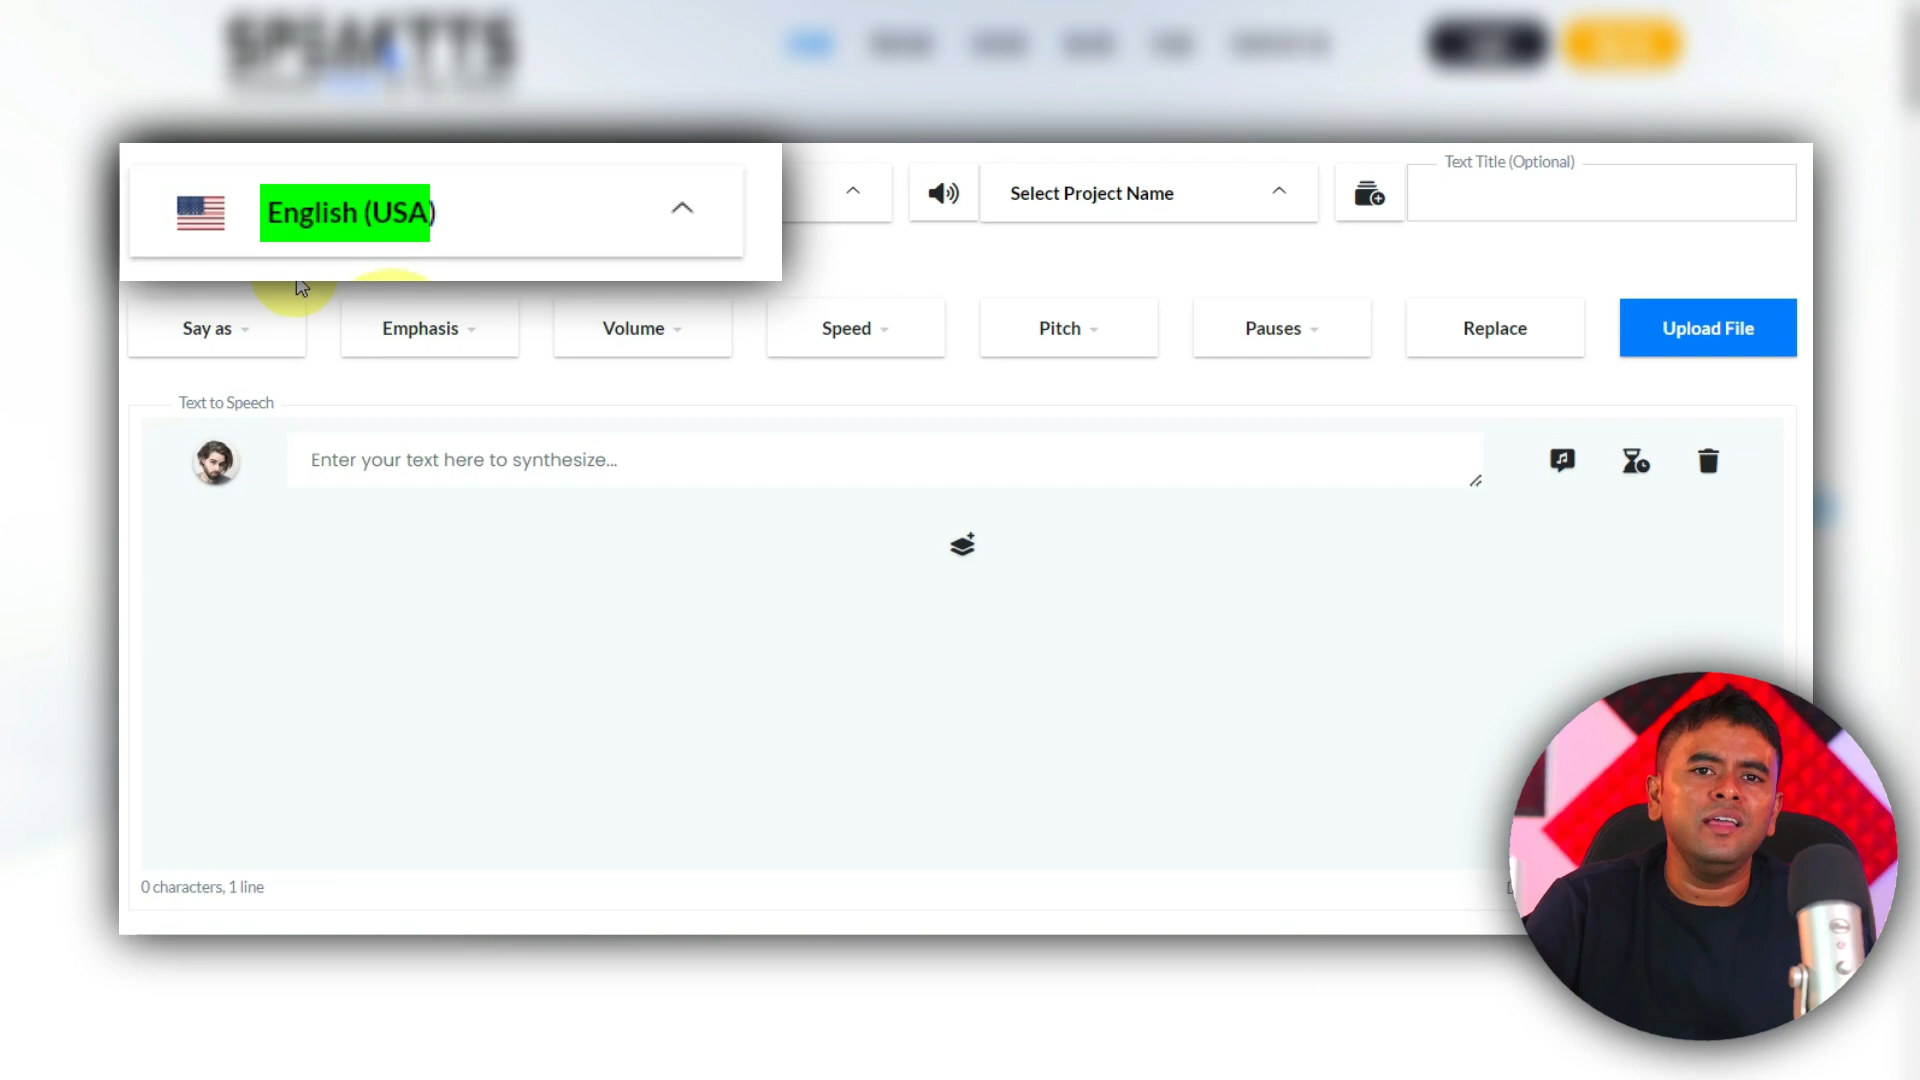 SPEAKTTS
English (USA)
Select Project Name
Text Title (Optional)
Say as
Emphasis
Volume
Speed
Pitch
Pauses
Replace
Upload File
Text to Speech
Enter your text here to synthesize...
0 characters, 1 line